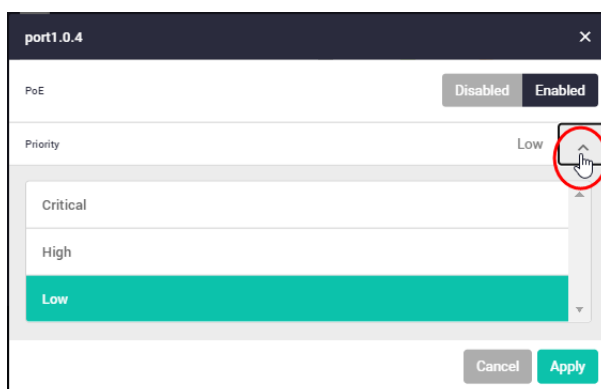 port1.0.4
PoE Disabled Enabled
Priority Low
Critical
High
Low
Cancel Apply